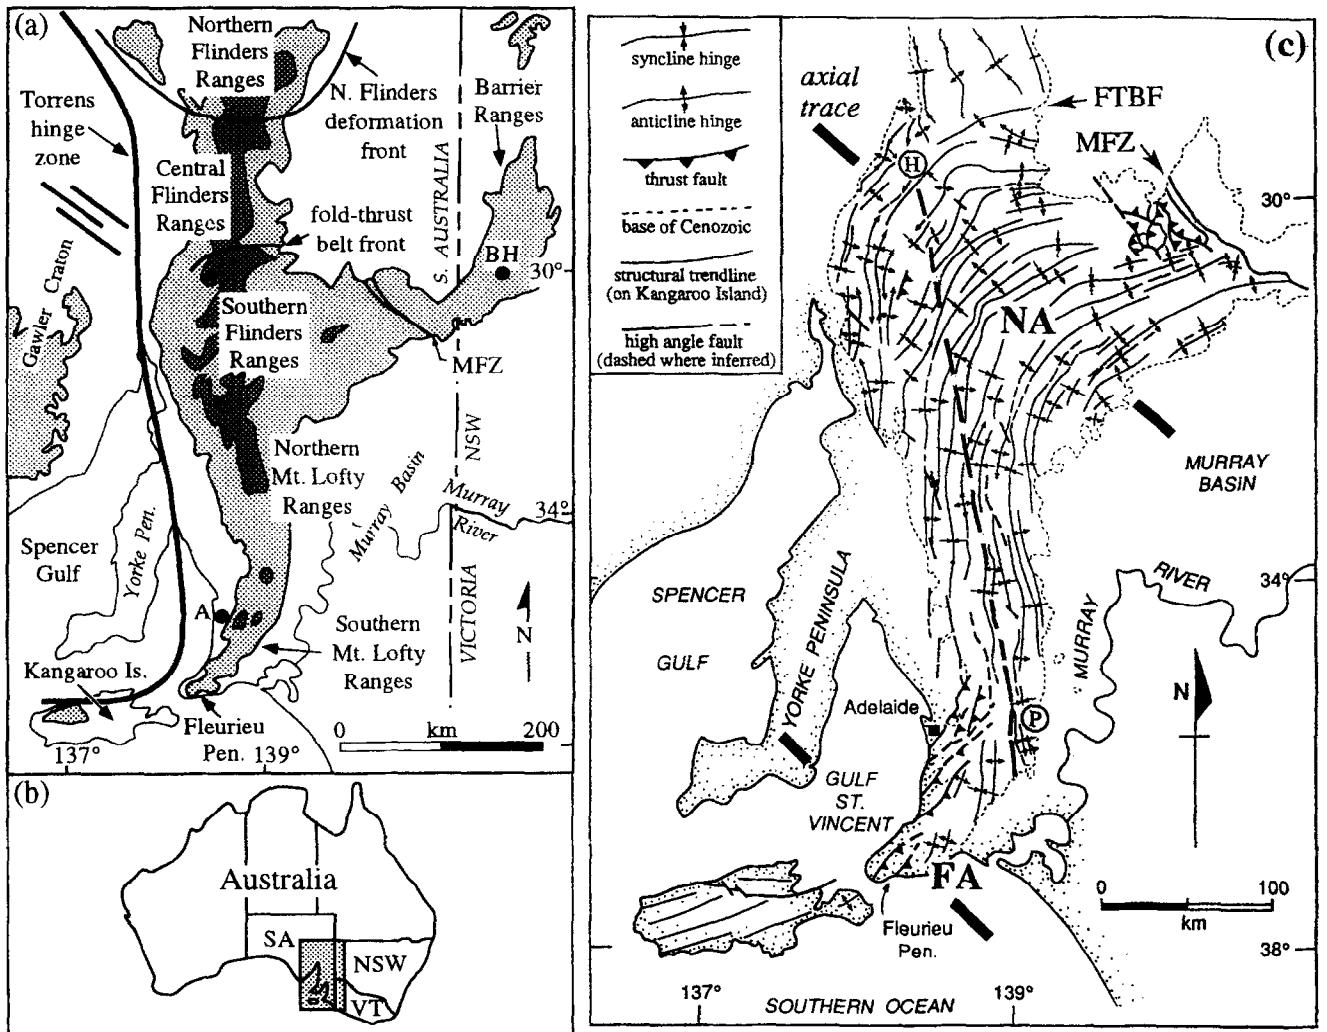 (a)
Northern
Flinders
Ranges
Torrens
hinge
zone
N. Flinders
deformation
front
Barrier
Ranges
Central
Flinders
Ranges
fold-thrust
belt front
S. AUSTRALIA
BH
30°
Gawler Craton
Southern
Flinders
Ranges
MFZ
NSW
Northern
Mt. Lofty
Ranges
Murray Basin
Murray
River
34°
Spencer
Gulf
Yorke Pen.
VICTORIA
A
N
Southern
Mt. Lofty
Ranges
Kangaroo Is.
Fleurieu
Pen.
0 km 200
137°
139°
(b)
Australia
SA
NSW
VT
(c)
syncline hinge
anticline hinge
thrust fault
base of Cenozoic
structural trendline
(on Kangaroo Island)
high angle fault
(dashed where inferred)
axial
trace
FTBF
MFZ
H
30°
NA
MURRAY
BASIN
SPENCER
GULF
YORKE PENINSULA
RIVER
34°
MURRAY
N
Adelaide
P
GULF
ST.
VINCENT
FA
Fleurieu
Pen.
0 100
km
38°
137°
139°
SOUTHERN OCEAN